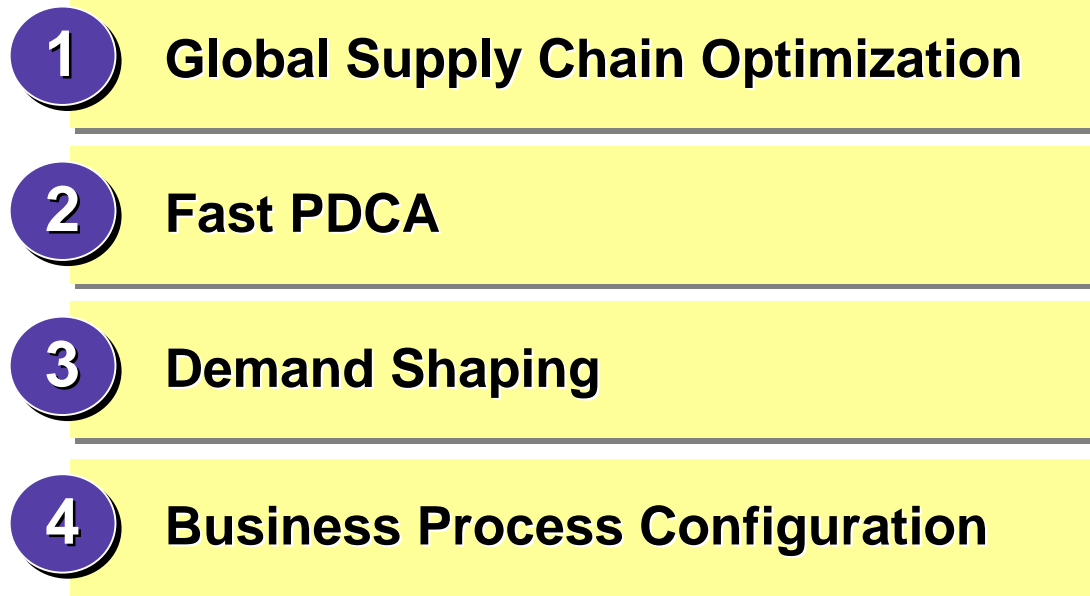 1 Global Supply Chain Optimization
2 Fast PDCA
3 Demand Shaping
4 Business Process Configuration